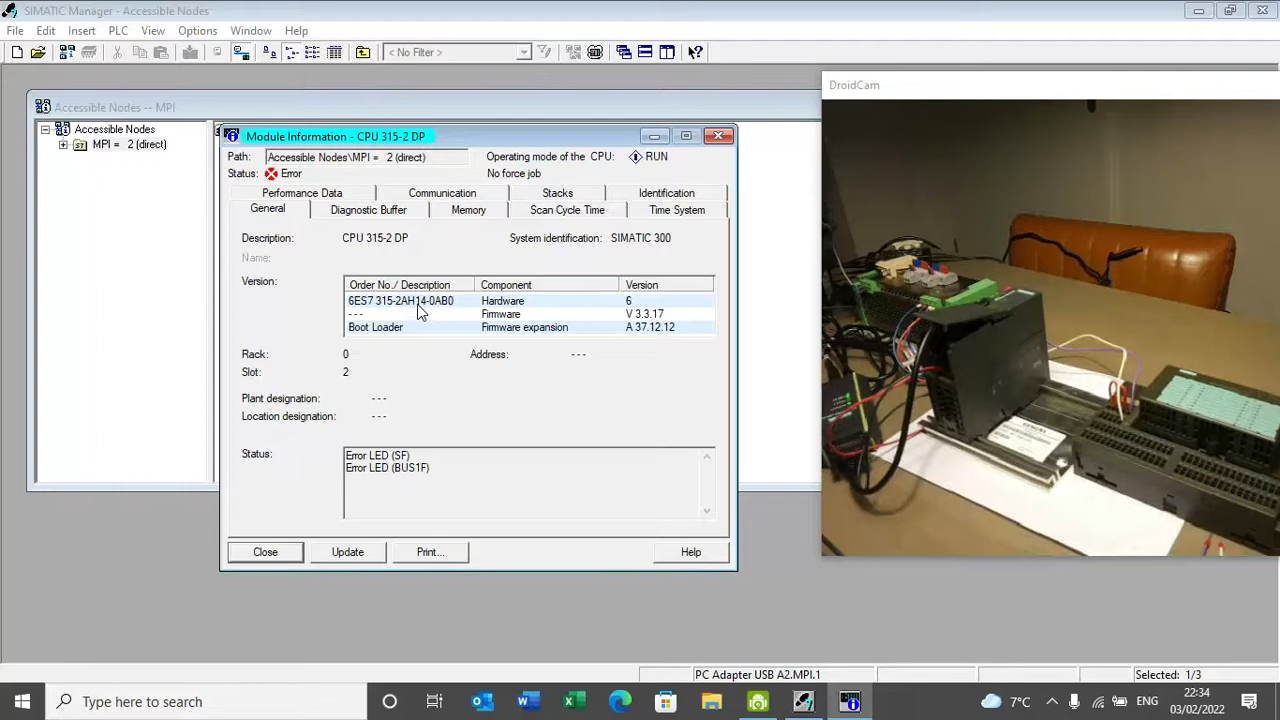 SIMATIC Manager - Accessible Nodes
File Edit Insert PLC View Options Window Help
< No Filter >
Accessible Nodes -- MPI
Accessible Nodes
MPI = 2 (direct)
Module Information - CPU 315-2 DP
Path: Accessible Nodes\MPI = 2 (direct) Operating mode of the CPU: RUN
Status: Error No force job
Performance Data Communication Stacks Identification
General Diagnostic Buffer Memory Scan Cycle Time Time System
Description: CPU 315-2 DP System identification: SIMATIC 300
Name:
Version: Order No./ Description Component Version
6ES7 315-2AH14-0AB0 Hardware 6
- - - Firmware V 3.3.17
Boot Loader Firmware expansion A 37.12.12
Rack: 0 Address: - - -
Slot: 2
Plant designation: - - -
Location designation: - - -
Status: Error LED (SF)
Error LED (BUS1F)
Close Update Print... Help
DroidCam
PC Adapter USB A2.MPI.1 Selected: 1/3
Type here to search 7°C ENG 22:34
03/02/2022